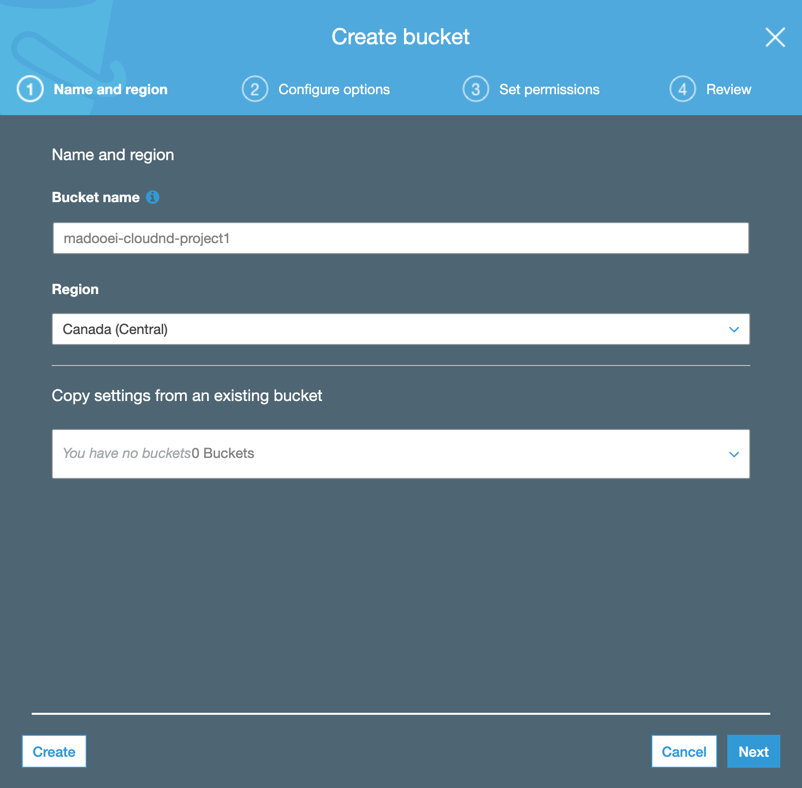 Create bucket
1 Name and region 2 Configure options 3 Set permissions 4 Review
Name and region
Bucket name
madooei-cloudnd-project1
Region
Canada (Central)
Copy settings from an existing bucket
You have no buckets0 Buckets
Create Cancel Next